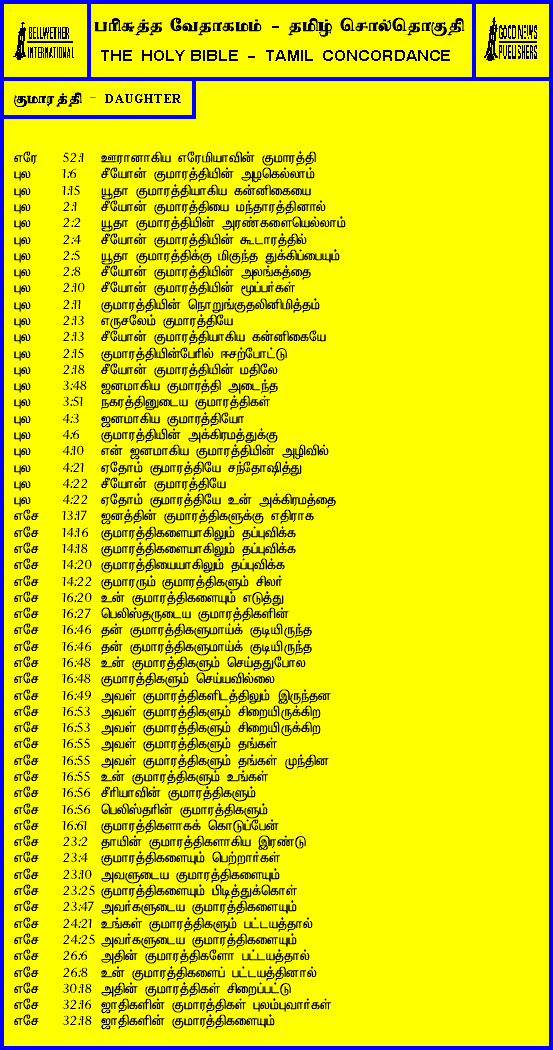 BELLWETHER
INTERNATIONAL
பரிசுத்த வேதாகமம் - தமிழ் சொல்தொகுதி
THE HOLY BIBLE - TAMIL CONCORDANCE
GOOD NEWS
PUBLISHERS
குமாரத்தி - DAUGHTER
எரே 52:1 ஊரானாகிய எரேமியாவின் குமாரத்தி
புல 1:6 சீயோன் குமாரத்தியின் அழகெல்லாம்
புல 1:15 யூதா குமாரத்தியாகிய கன்னிகையை
புல 2:1 சீயோன் குமாரத்தியை மந்தாரத்தினால்
புல 2:2 யூதா குமாரத்தியின் அரண்களையெல்லாம்
புல 2:4 சீயோன் குமாரத்தியின் கூடாரத்தில்
புல 2:5 யூதா குமாரத்திக்கு மிகுந்த துக்கிப்பையும்
புல 2:8 சீயோன் குமாரத்தியின் அலங்கத்தை
புல 2:10 சீயோன் குமாரத்தியின் மூப்பர்கள்
புல 2:11 குமாரத்தியின் நொறுங்குதலினிமித்தம்
புல 2:13 எருசலேம் குமாரத்தியே
புல 2:13 சீயோன் குமாரத்தியாகிய கன்னிகையே
புல 2:15 குமாரத்தியின்பேரில் ஈசற்போட்டு
புல 2:18 சீயோன் குமாரத்தியின் மதிலே
புல 3:48 ஜனமாகிய குமாரத்தி அடைந்த
புல 3:51 நகரத்தினுடைய குமாரத்திகள்
புல 4:3 ஜனமாகிய குமாரத்தியோ
புல 4:6 குமாரத்தியின் அக்கிரமத்துக்கு
புல 4:10 என் ஜனமாகிய குமாரத்தியின் அழிவில்
புல 4:21 ஏதோம் குமாரத்தியே சந்தோஷித்து
புல 4:22 சீயோன் குமாரத்தியே
புல 4:22 ஏதோம் குமாரத்தியே உன் அக்கிரமத்தை
எசே 13:17 ஜனத்தின் குமாரத்திகளுக்கு எதிராக
எசே 14:16 குமாரத்திகளையாகிலும் தப்புவிக்க
எசே 14:18 குமாரத்திகளையாகிலும் தப்புவிக்க
எசே 14:20 குமாரத்தியையாகிலும் தப்புவிக்க
எசே 14:22 குமாரரும் குமாரத்திகளும் சிலர்
எசே 16:20 உன் குமாரத்திகளையும் எடுத்து
எசே 16:27 பெலிஸ்தருடைய குமாரத்திகளின்
எசே 16:46 தன் குமாரத்திகளுமாய்க் குடியிருந்த
எசே 16:46 தன் குமாரத்திகளுமாய்க் குடியிருந்த
எசே 16:48 உன் குமாரத்திகளும் செய்ததுபோல
எசே 16:48 குமாரத்திகளும் செய்யவில்லை
எசே 16:49 அவள் குமாரத்திகளிடத்திலும் இருந்தன
எசே 16:53 அவள் குமாரத்திகளும் சிறையிருக்கிற
எசே 16:53 அவள் குமாரத்திகளும் சிறையிருக்கிற
எசே 16:55 அவள் குமாரத்திகளும் தங்கள்
எசே 16:55 அவள் குமாரத்திகளும் தங்கள் முந்தின
எசே 16:55 உன் குமாரத்திகளும் உங்கள்
எசே 16:56 சீரியாவின் குமாரத்திகளும்
எசே 16:56 பெலிஸ்தரின் குமாரத்திகளும்
எசே 16:61 குமாரத்திகளாகக் கொடுப்பேன்
எசே 23:2 தாயின் குமாரத்திகளாகிய இரண்டு
எசே 23:4 குமாரத்திகளையும் பெற்றார்கள்
எசே 23:10 அவளுடைய குமாரத்திகளையும்
எசே 23:25 குமாரத்திகளையும் பிடித்துக்கொள்
எசே 23:47 அவர்களுடைய குமாரத்திகளையும்
எசே 24:21 உங்கள் குமாரத்திகளும் பட்டயத்தால்
எசே 24:25 அவர்களுடைய குமாரத்திகளையும்
எசே 26:6 அதின் குமாரத்திகளோ பட்டயத்தால்
எசே 26:8 உன் குமாரத்திகளைப் பட்டயத்தினால்
எசே 30:18 அதின் குமாரத்திகள் சிறைப்பட்டு
எசே 32:16 ஜாதிகளின் குமாரத்திகள் புலம்புவார்கள்
எசே 32:18 ஜாதிகளின் குமாரத்திகளையும்